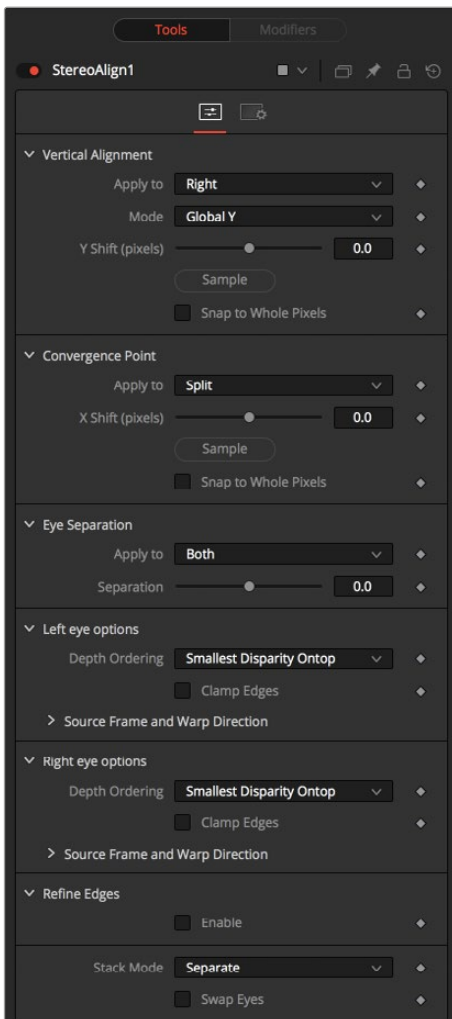 Tools Modifiers
StereoAlign1
Vertical Alignment
Apply to Right
Mode Global Y
Y Shift (pixels) 0.0
Sample
Snap to Whole Pixels
Convergence Point
Apply to Split
X Shift (pixels) 0.0
Sample
Snap to Whole Pixels
Eye Separation
Apply to Both
Separation 0.0
Left eye options
Depth Ordering Smallest Disparity Ontop
Clamp Edges
Source Frame and Warp Direction
Right eye options
Depth Ordering Smallest Disparity Ontop
Clamp Edges
Source Frame and Warp Direction
Refine Edges
Enable
Stack Mode Separate
Swap Eyes